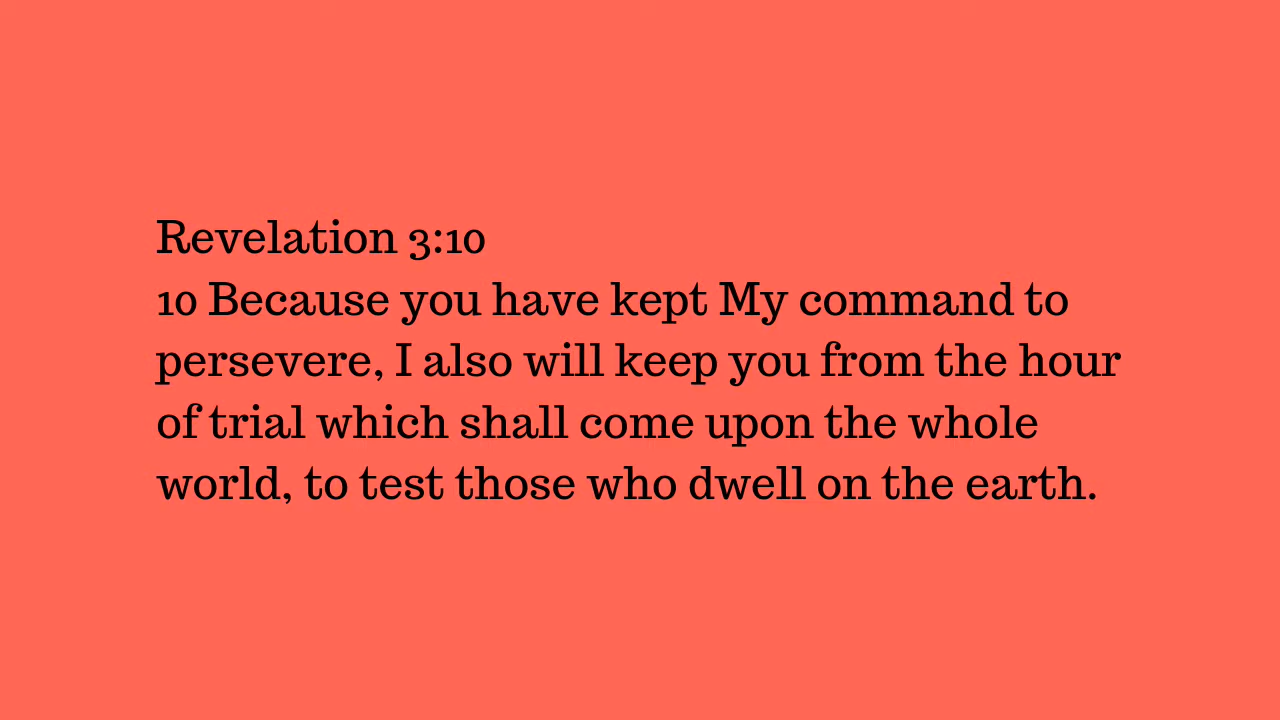 Revelation 3:10
10 Because you have kept My command to
persevere, I also will keep you from the hour
of trial which shall come upon the whole
world, to test those who dwell on the earth.